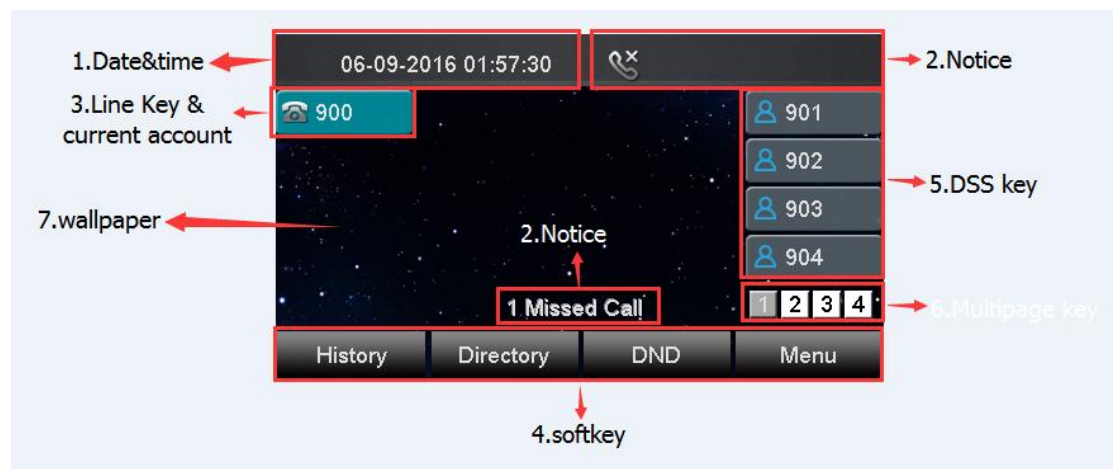 1.Date&time
06-09-2016 01:57:30
2.Notice
3.Line Key &
current account
900
901
902
903
904
5.DSS key
7.wallpaper
2.Notice
1 Missed Call
1 2 3 4
6.Multipage key
History Directory DND Menu
4.softkey